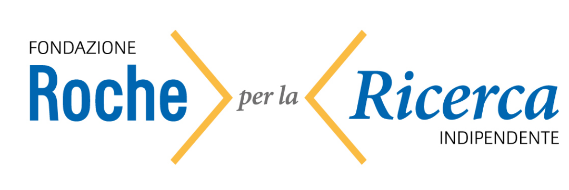 FONDAZIONE
Roche
per la
Ricerca
INDIPENDENTE